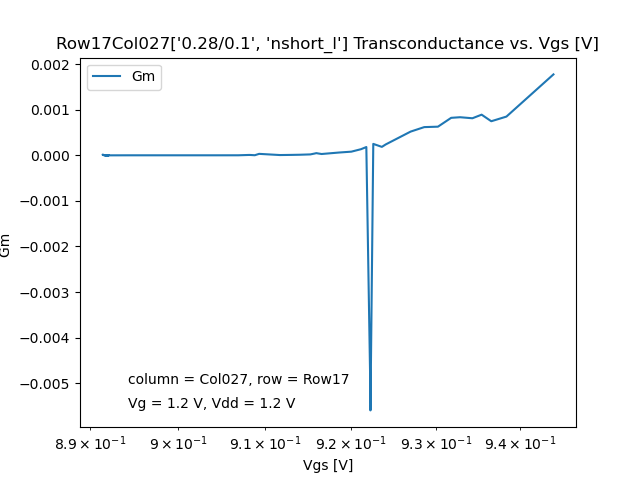 Row17Col027['0.28/0.1', 'nshort_l'] Transconductance vs. Vgs [V]
Gm
0.002
0.001
0.000
−0.001
−0.002
−0.003
−0.004
−0.005
Gm
column = Col027, row = Row17
Vg = 1.2 V, Vdd = 1.2 V
8.9 × 10⁻¹ 9 × 10⁻¹ 9.1 × 10⁻¹ 9.2 × 10⁻¹ 9.3 × 10⁻¹ 9.4 × 10⁻¹
Vgs [V]